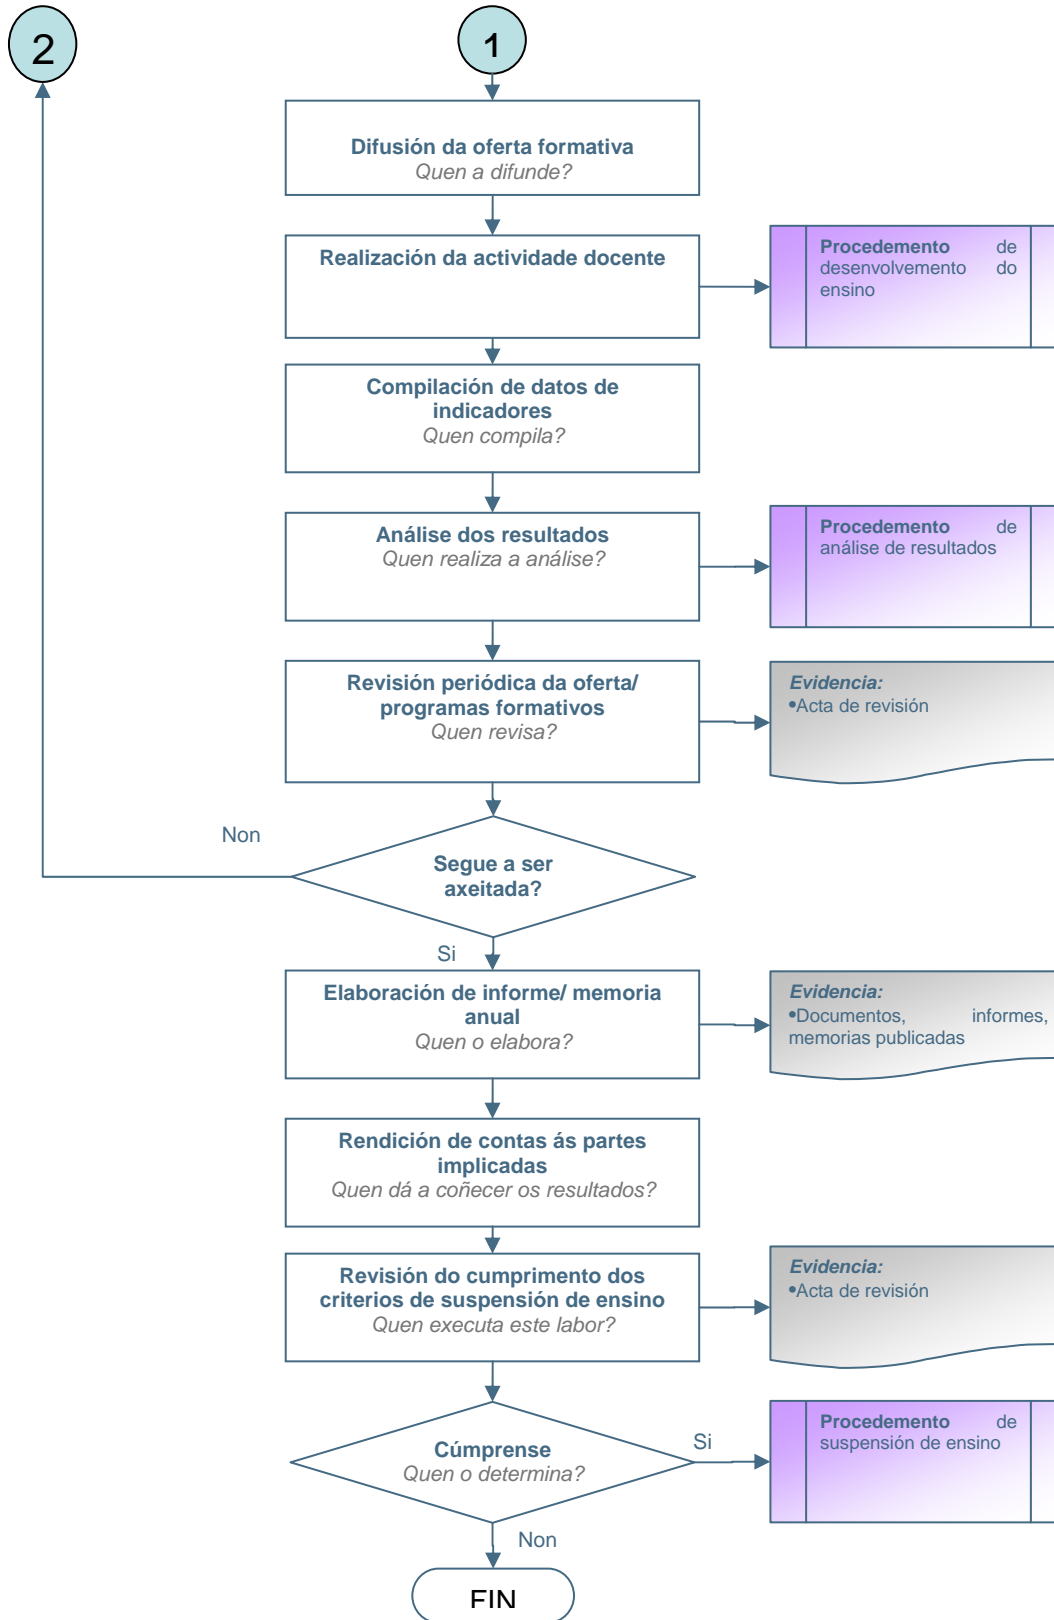 2
1
Difusión da oferta formativa
Quen a difunde?
Realización da actividade docente
Procedemento de
desenvolvemento do
ensino
Compilación de datos de
indicadores
Quen compila?
Análise dos resultados
Quen realiza a análise?
Procedemento de
análise de resultados
Revisión periódica da oferta/
programas formativos
Quen revisa?
Evidencia:
•Acta de revisión
Non
Segue a ser
axeitada?
Si
Elaboración de informe/ memoria
anual
Quen o elabora?
Evidencia:
•Documentos, informes,
memorias publicadas
Rendición de contas ás partes
implicadas
Quen dá a coñecer os resultados?
Revisión do cumprimento dos
criterios de suspensión de ensino
Quen executa este labor?
Evidencia:
•Acta de revisión
Cúmprense
Quen o determina?
Si
Procedemento de
suspensión de ensino
Non
FIN